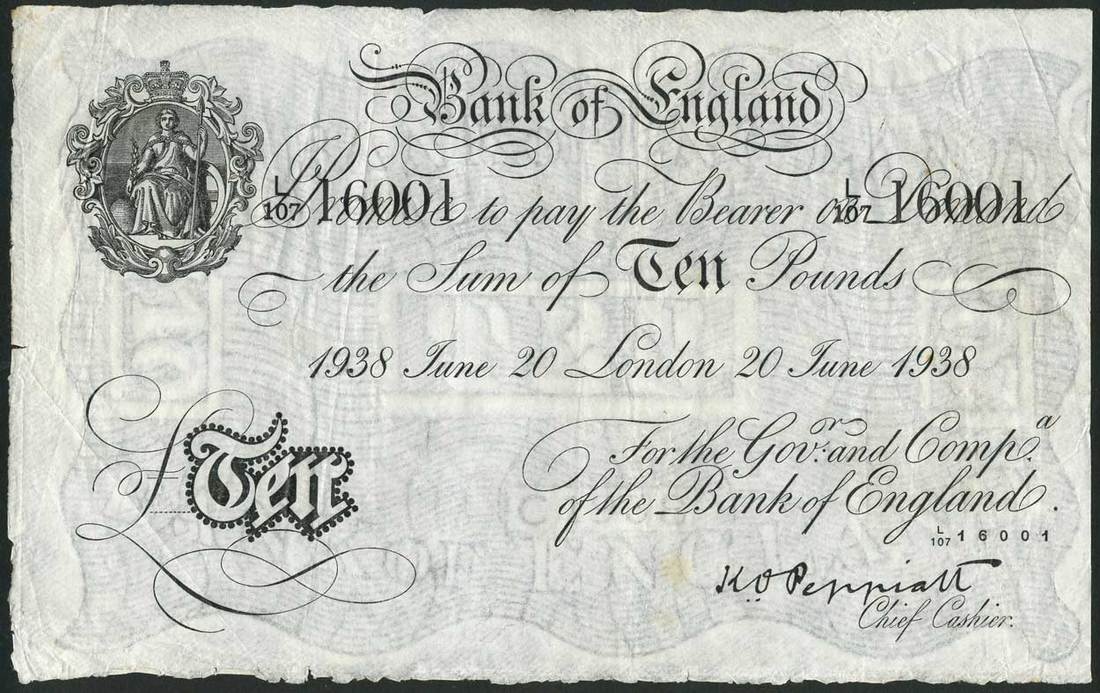 Bank of England
L/107 16001 L/107 16001
I Promise to pay the Bearer on Demand
the Sum of Ten Pounds
1938 June 20 London 20 June 1938
For the Govr. and Compa.
of the Bank of England.
£Ten
L/107 16001
K O Peppiatt
Chief Cashier.